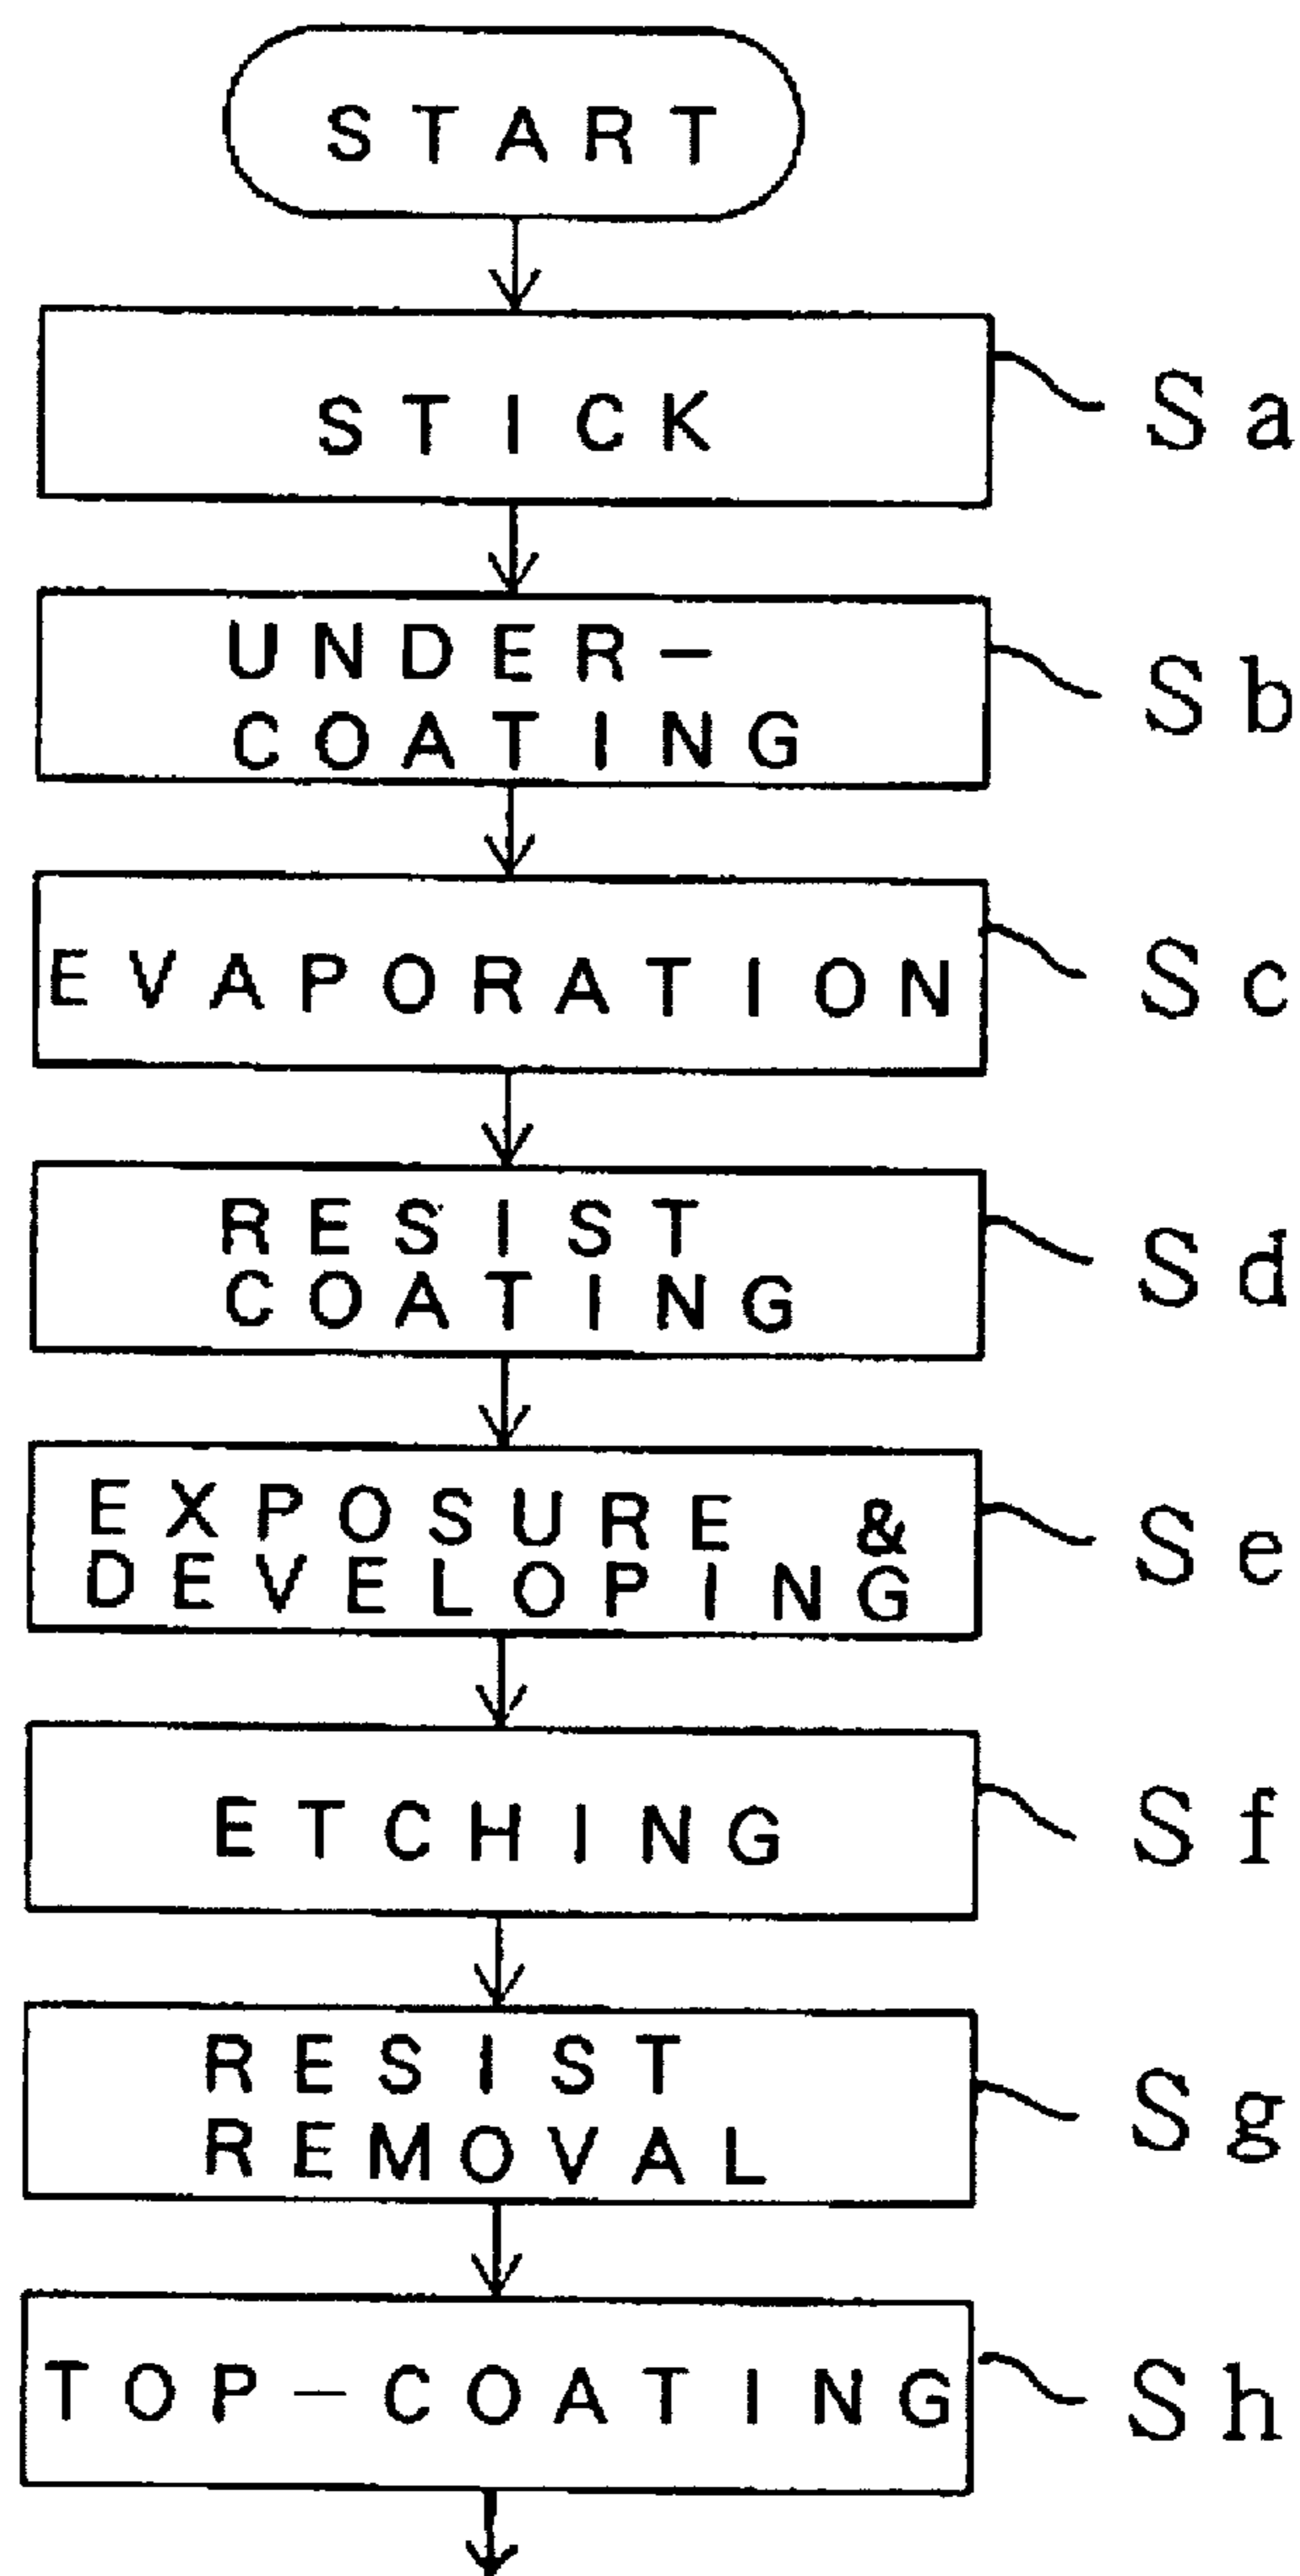 START
STICK
Sa
UNDER-
COATING
Sb
EVAPORATION
Sc
RESIST
COATING
Sd
EXPOSURE &
DEVELOPING
Se
ETCHING
Sf
RESIST
REMOVAL
Sg
TOP-COATING
Sh